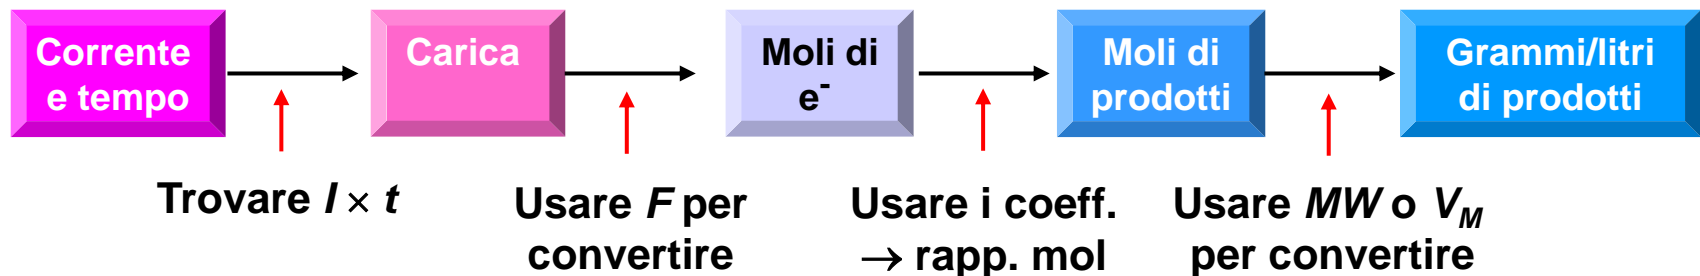 Corrente
e tempo
Carica
Moli di
e-
Moli di
prodotti
Grammi/litri
di prodotti
Trovare I × t
Usare F per
convertire
Usare i coeff.
→ rapp. mol
Usare MW o VM
per convertire